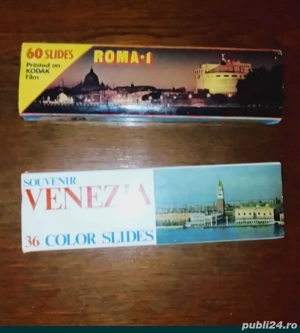 60 SLIDES
ROMA·1
Printed on
KODAK
Film
SOUVENIR
VENEZIA
36 COLOR SLIDES
publi24.ro